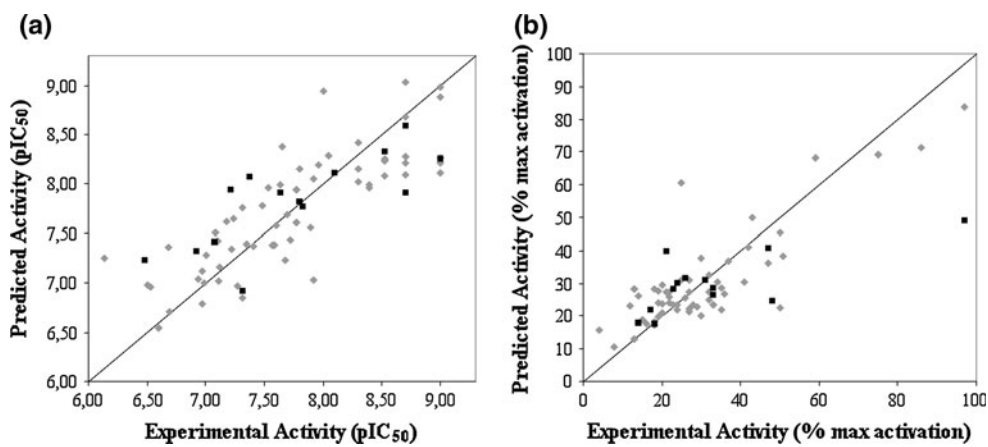 (a)
Predicted Activity (pIC50)
9,00
8,50
8,00
7,50
7,00
6,50
6,00
6,00 6,50 7,00 7,50 8,00 8,50 9,00
Experimental Activity (pIC50)
(b)
Predicted Activity (% max activation)
100
90
80
70
60
50
40
30
20
10
0
0 20 40 60 80 100
Experimental Activity (% max activation)